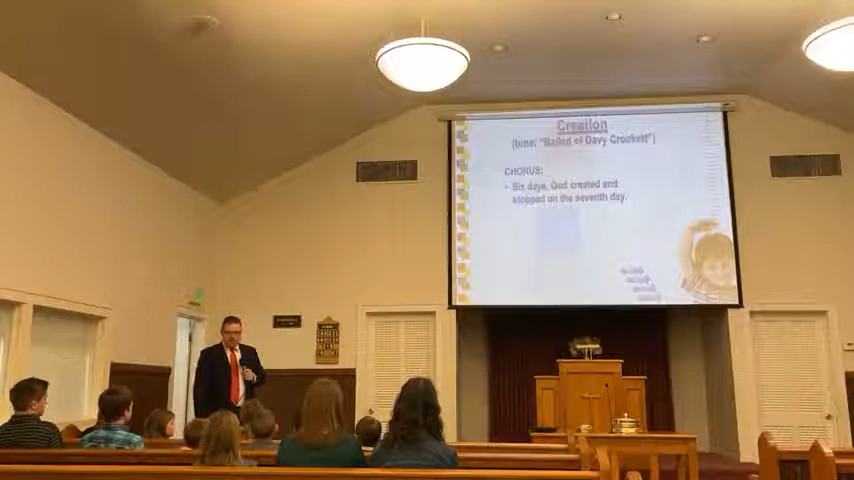 Creation
(tune: "Ballad of Davy Crockett")
CHORUS:
• Six days, God created and
stopped on the seventh day.